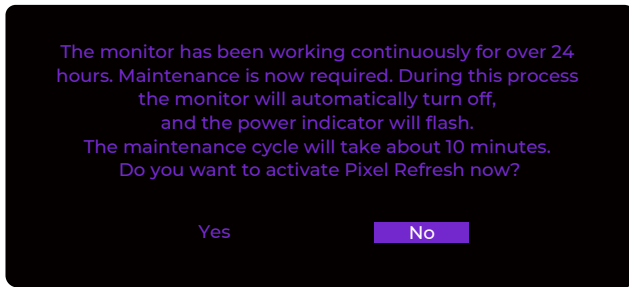 The monitor has been working continuously for over 24
hours. Maintenance is now required. During this process
the monitor will automatically turn off,
and the power indicator will flash.
The maintenance cycle will take about 10 minutes.
Do you want to activate Pixel Refresh now?
Yes No